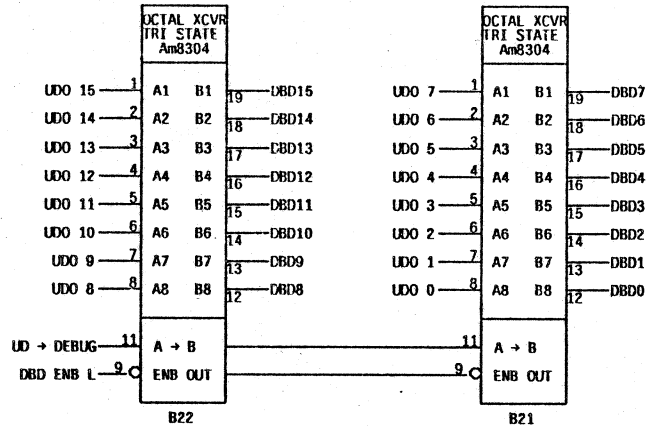 OCTAL XCVR OCTAL XCVR
TRI STATE TRI STATE
Am8304 Am8304
UDO 15 1 A1 B1 19 DBD15 UDO 7 1 A1 B1 19 DBD7
UDO 14 2 A2 B2 18 DBD14 UDO 6 2 A2 B2 18 DBD6
UDO 13 3 A3 B3 17 DBD13 UDO 5 3 A3 B3 17 DBD5
UDO 12 4 A4 B4 16 DBD12 UDO 4 4 A4 B4 16 DBD4
UDO 11 5 A5 B5 15 DBD11 UDO 3 5 A5 B5 15 DBD3
UDO 10 6 A6 B6 14 DBD10 UDO 2 6 A6 B6 14 DBD2
UDO 9 7 A7 B7 13 DBD9 UDO 1 7 A7 B7 13 DBD1
UDO 8 8 A8 B8 12 DBD8 UDO 0 8 A8 B8 12 DBD0
UD → DEBUG 11 A → B 11 A → B
DBD ENB L 9 ENB OUT 9 ENB OUT
B22 B21